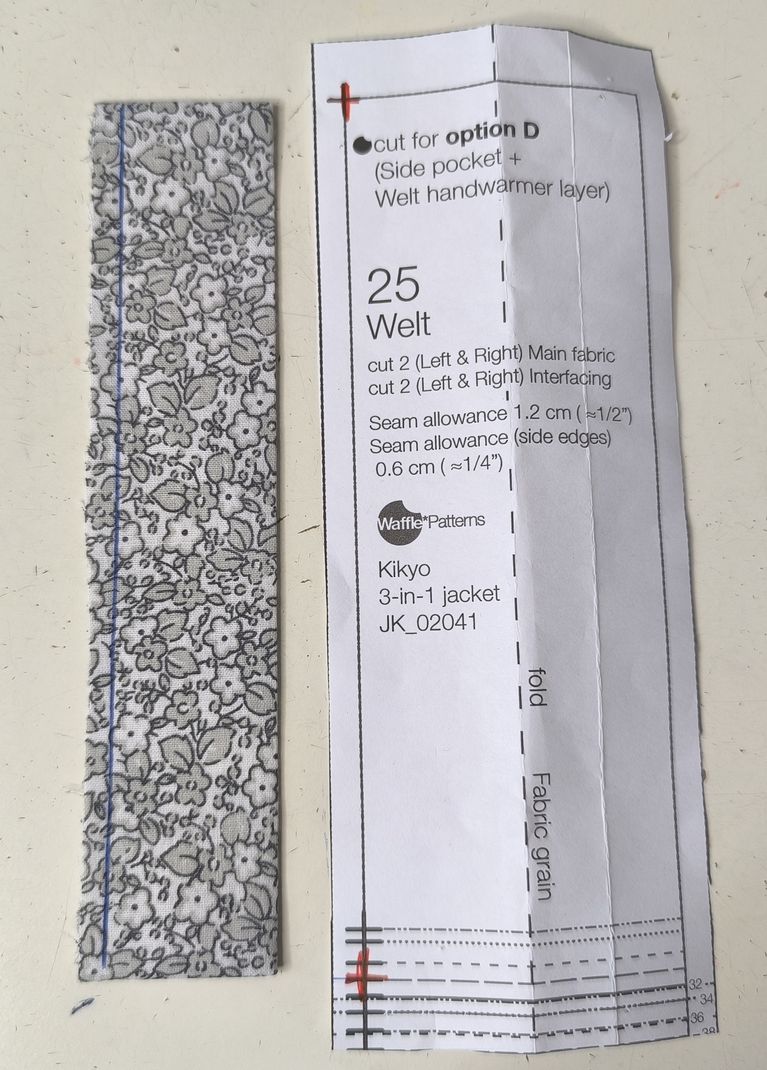 cut for option D
(Side pocket +
Welt handwarmer layer)
25
Welt
cut 2 (Left & Right) Main fabric
cut 2 (Left & Right) Interfacing
Seam allowance 1.2 cm ( ≈1/2”)
Seam allowance (side edges)
0.6 cm ( ≈1/4”)
Waffle*Patterns
Kikyo
3-in-1 jacket
JK_02041
fold
Fabric grain
32
34
36
38